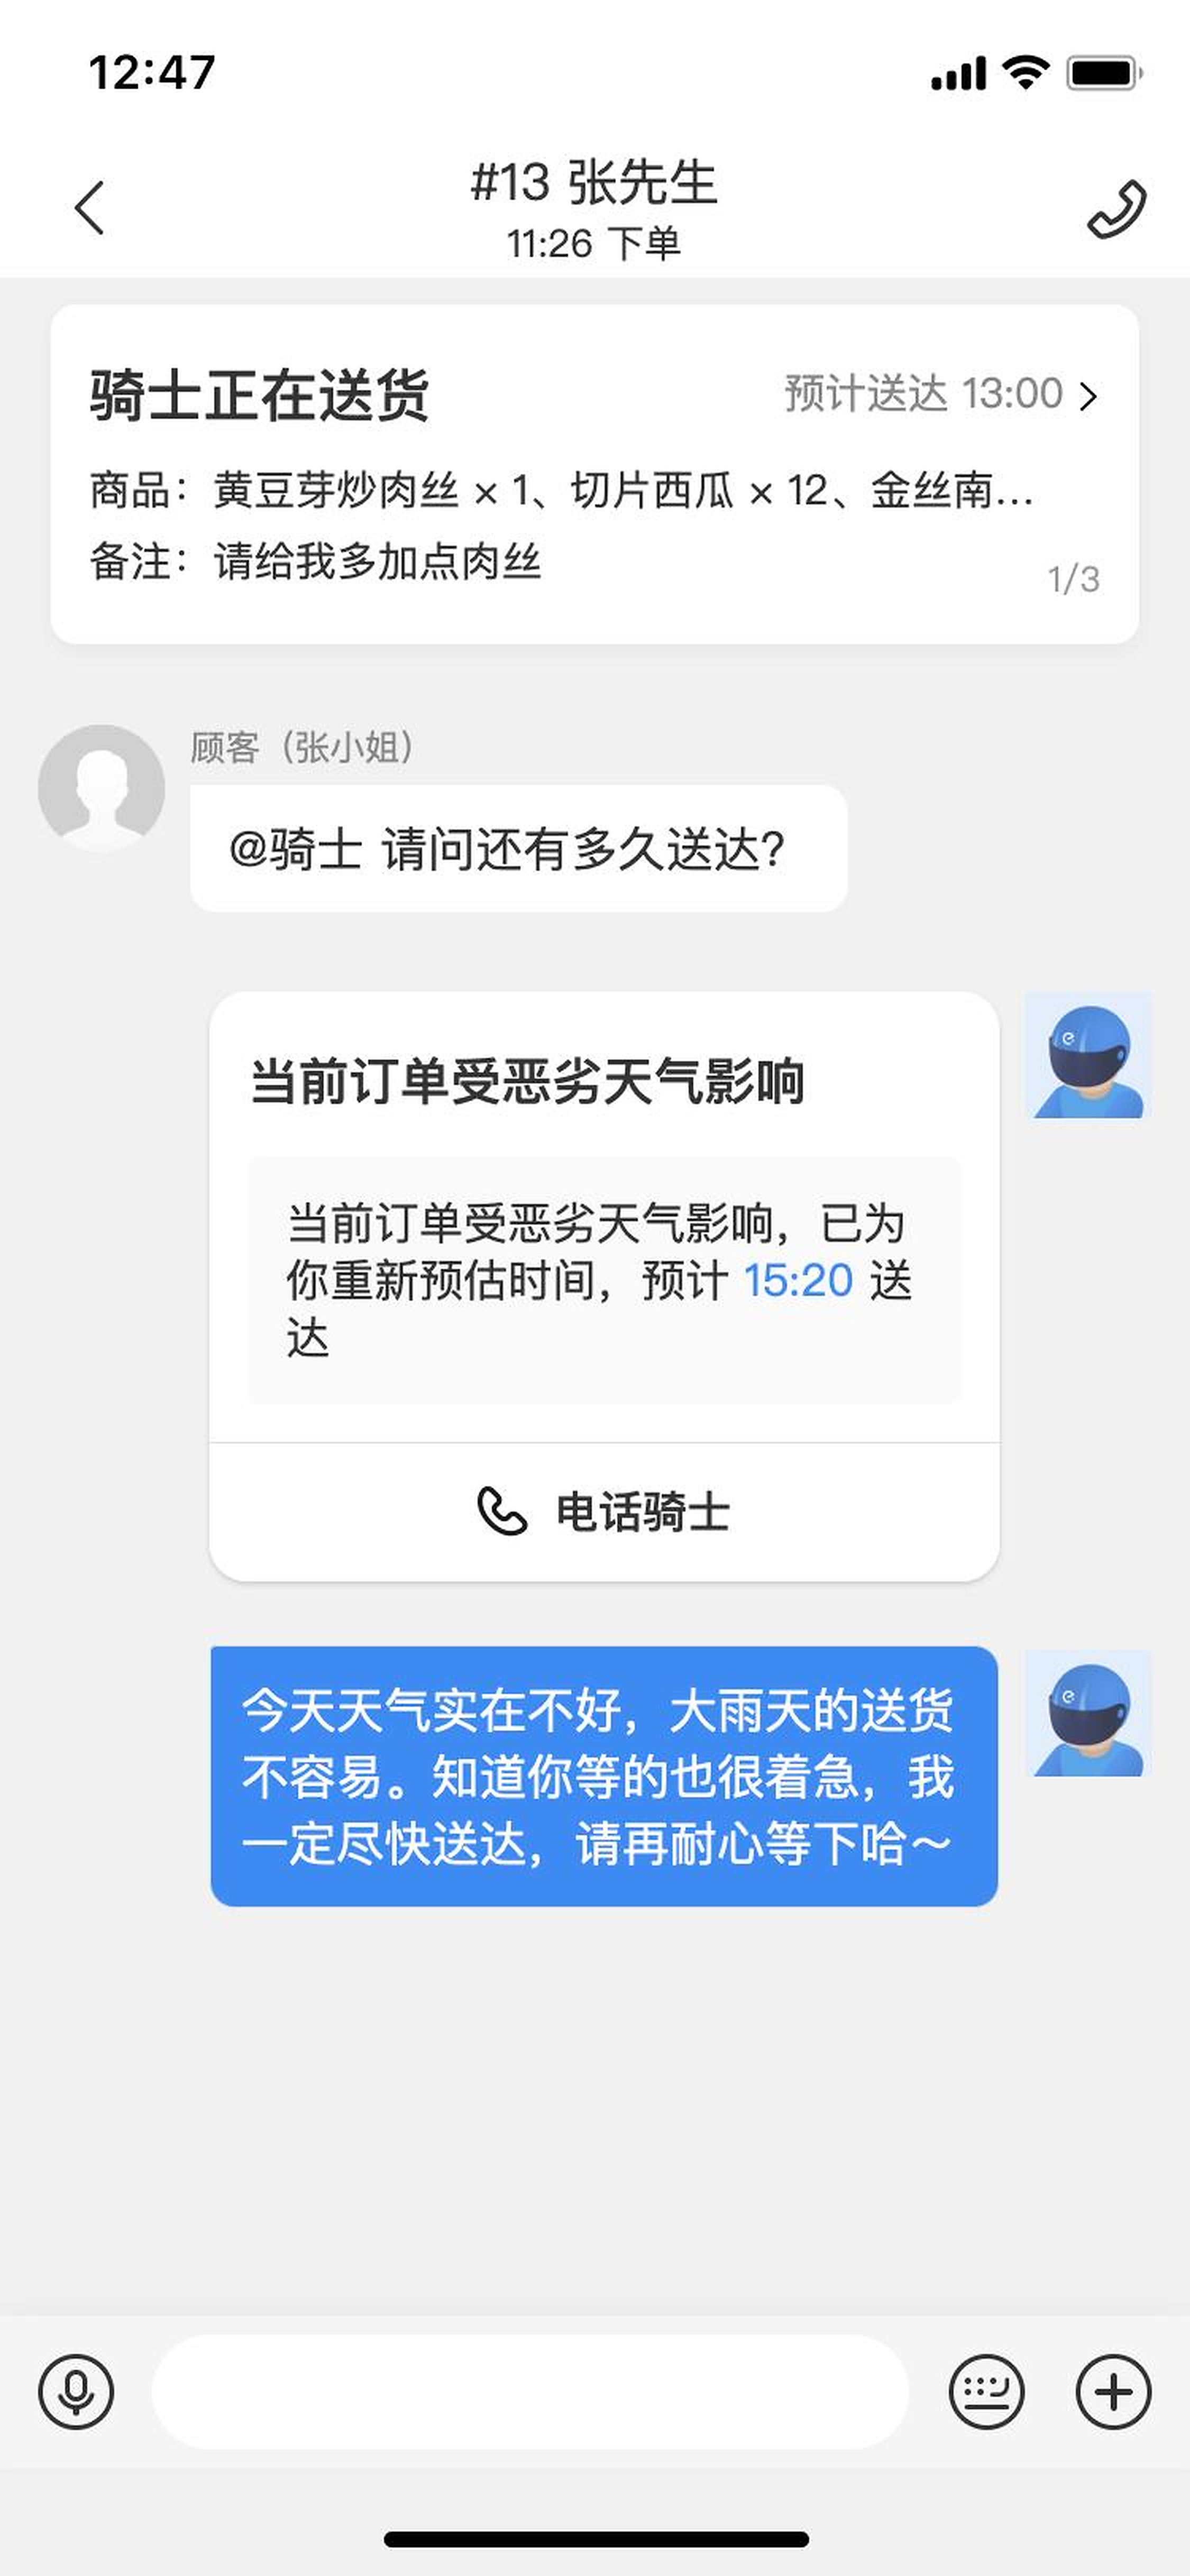 12:47
#13 张先生
11:26 下单
骑士正在送货
预计送达 13:00
商品：黄豆芽炒肉丝 × 1、切片西瓜 × 12、金丝南...
备注：请给我多加点肉丝
1/3
顾客（张小姐）
@骑士 请问还有多久送达？
当前订单受恶劣天气影响
当前订单受恶劣天气影响，已为
你重新预估时间，预计 15:20 送
达
电话骑士
今天天气实在不好，大雨天的送货
不容易。知道你等的也很着急，我
一定尽快送达，请再耐心等下哈～